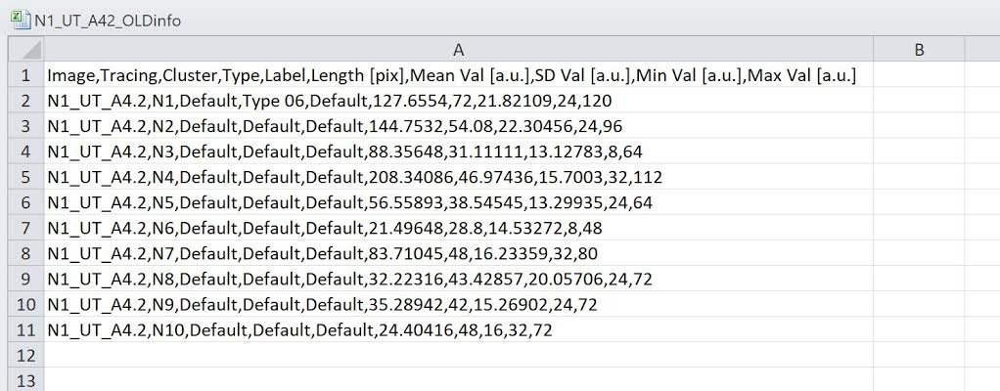 N1_UT_A42_OLDinfo
A B
1 Image,Tracing,Cluster,Type,Label,Length [pix],Mean Val [a.u.],SD Val [a.u.],Min Val [a.u.],Max Val [a.u.]
2 N1_UT_A4.2,N1,Default,Type 06,Default,127.6554,72,21.82109,24,120
3 N1_UT_A4.2,N2,Default,Default,Default,144.7532,54.08,22.30456,24,96
4 N1_UT_A4.2,N3,Default,Default,Default,88.35648,31.11111,13.12783,8,64
5 N1_UT_A4.2,N4,Default,Default,Default,208.34086,46.97436,15.7003,32,112
6 N1_UT_A4.2,N5,Default,Default,Default,56.55893,38.54545,13.29935,24,64
7 N1_UT_A4.2,N6,Default,Default,Default,21.49648,28.8,14.53272,8,48
8 N1_UT_A4.2,N7,Default,Default,Default,83.71045,48,16.23359,32,80
9 N1_UT_A4.2,N8,Default,Default,Default,32.22316,43.42857,20.05706,24,72
10 N1_UT_A4.2,N9,Default,Default,Default,35.28942,42,15.26902,24,72
11 N1_UT_A4.2,N10,Default,Default,Default,24.40416,48,16,32,72
12
13